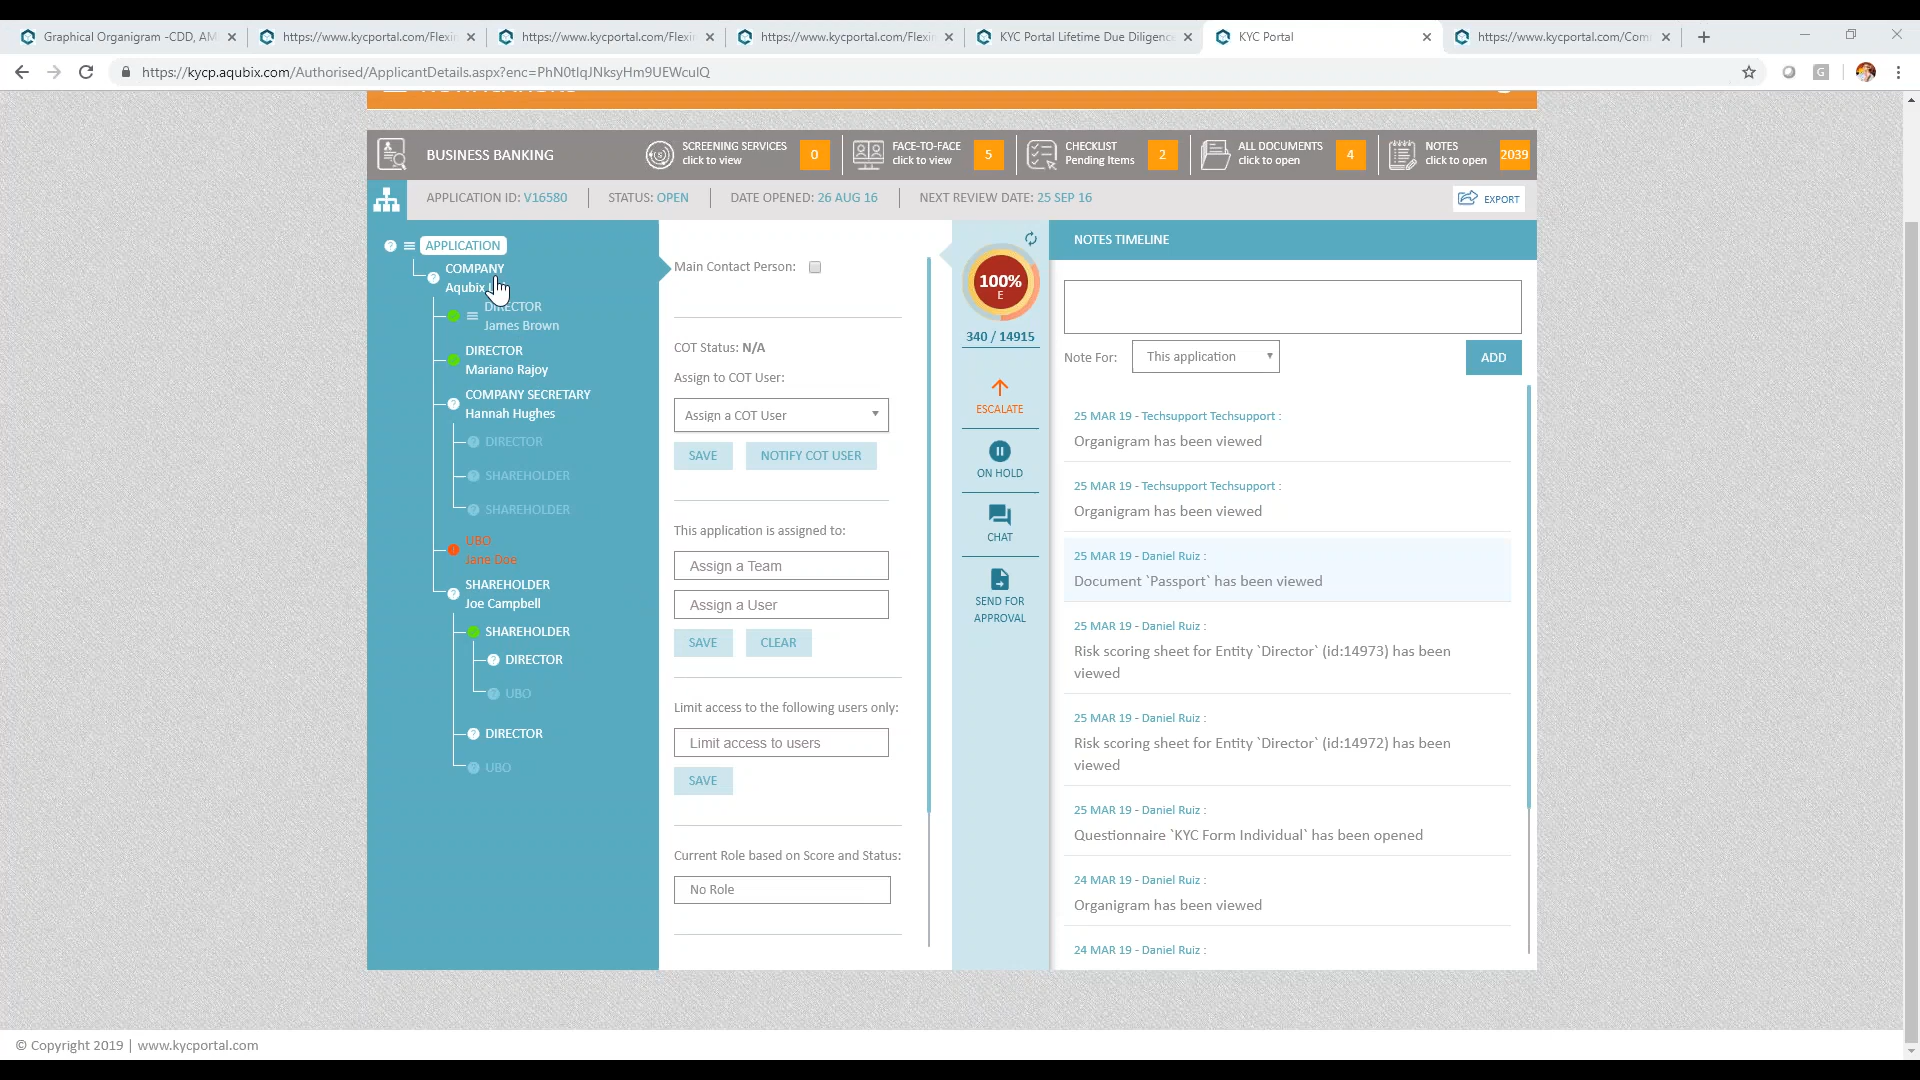 Graphical Organigram -CDD, AM
https://www.kycportal.com/Flexin
https://www.kycportal.com/Flexin
https://www.kycportal.com/Flexin
KYC Portal Lifetime Due Diligence
KYC Portal
https://www.kycportal.com/Com
https://kycp.aqubix.com/Authorised/ApplicantDetails.aspx?enc=PhN0tlqJNksyHm9UEWculQ
BUSINESS BANKING
SCREENING SERVICES
click to view
0
FACE-TO-FACE
click to view
5
CHECKLIST
Pending Items
2
ALL DOCUMENTS
click to open
4
NOTES
click to open
2039
APPLICATION ID: V16580
STATUS: OPEN
DATE OPENED: 26 AUG 16
NEXT REVIEW DATE: 25 SEP 16
EXPORT
APPLICATION
COMPANY
Aqubix
DIRECTOR
James Brown
DIRECTOR
Mariano Rajoy
COMPANY SECRETARY
Hannah Hughes
DIRECTOR
SHAREHOLDER
SHAREHOLDER
UBO
Jane Doe
SHAREHOLDER
Joe Campbell
SHAREHOLDER
DIRECTOR
UBO
DIRECTOR
UBO
Main Contact Person:
COT Status: N/A
Assign to COT User:
Assign a COT User
SAVE
NOTIFY COT USER
This application is assigned to:
Assign a Team
Assign a User
SAVE
CLEAR
Limit access to the following users only:
Limit access to users
SAVE
Current Role based on Score and Status:
No Role
100%
E
340 / 14915
ESCALATE
ON HOLD
CHAT
SEND FOR
APPROVAL
NOTES TIMELINE
Note For:
This application
ADD
25 MAR 19 - Techsupport Techsupport :
Organigram has been viewed
25 MAR 19 - Techsupport Techsupport :
Organigram has been viewed
25 MAR 19 - Daniel Ruiz :
Document `Passport` has been viewed
25 MAR 19 - Daniel Ruiz :
Risk scoring sheet for Entity `Director` (id:14973) has been
viewed
25 MAR 19 - Daniel Ruiz :
Risk scoring sheet for Entity `Director` (id:14972) has been
viewed
25 MAR 19 - Daniel Ruiz :
Questionnaire `KYC Form Individual` has been opened
24 MAR 19 - Daniel Ruiz :
Organigram has been viewed
24 MAR 19 - Daniel Ruiz :
© Copyright 2019 | www.kycportal.com